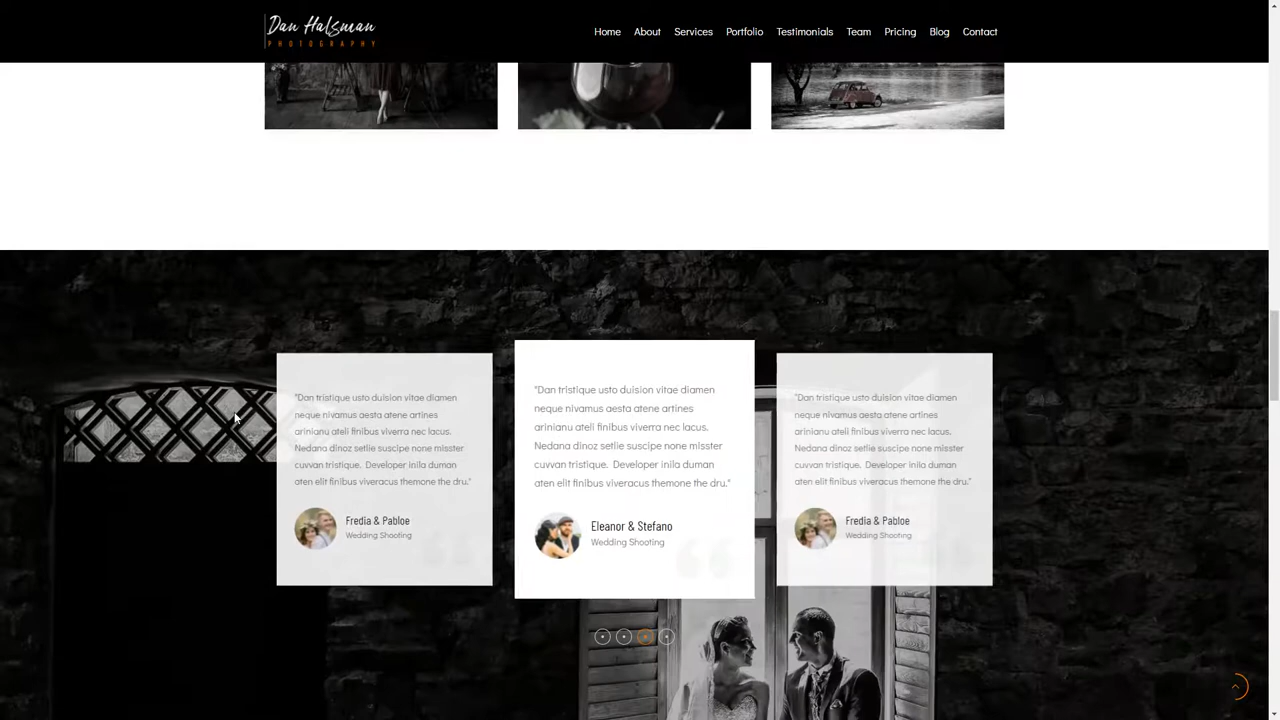 Dan Halsman
PHOTOGRAPHY
Home About Services Portfolio Testimonials Team Pricing Blog Contact
"Dan tristique usto duision vitae diamen
neque nivamus aesta atene artines
arinianu ateli finibus viverra nec lacus.
Nedana dinoz setlie suscipe none misster
cuvvan tristique. Developer inila duman
aten elit finibus viveracus themone the dru."
Fredia & Pabloe
Wedding Shooting
"Dan tristique usto duision vitae diamen
neque nivamus aesta atene artines
arinianu ateli finibus viverra nec lacus.
Nedana dinoz setlie suscipe none misster
cuvvan tristique. Developer inila duman
aten elit finibus viveracus themone the dru."
Eleanor & Stefano
Wedding Shooting
"Dan tristique usto duision vitae diamen
neque nivamus aesta atene artines
arinianu ateli finibus viverra nec lacus.
Nedana dinoz setlie suscipe none misster
cuvvan tristique. Developer inila duman
aten elit finibus viveracus themone the dru."
Fredia & Pabloe
Wedding Shooting